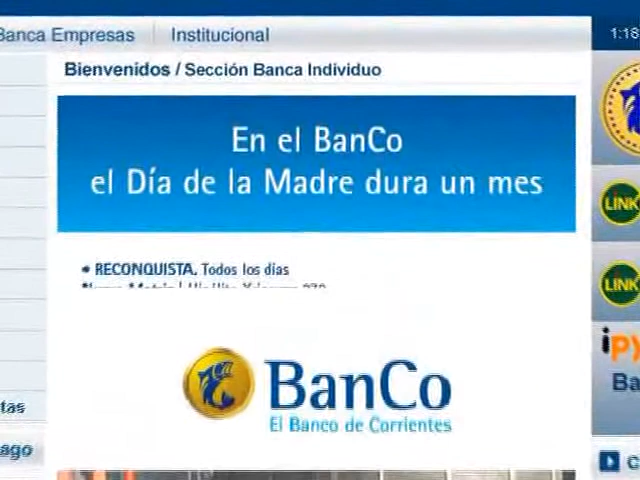 Banca Empresas
Institucional
1:18
Bienvenidos / Sección Banca Individuo
En el BanCo
el Día de la Madre dura un mes
LINK
• RECONQUISTA. Todos los días
LINK
BanCo
El Banco de Corrientes